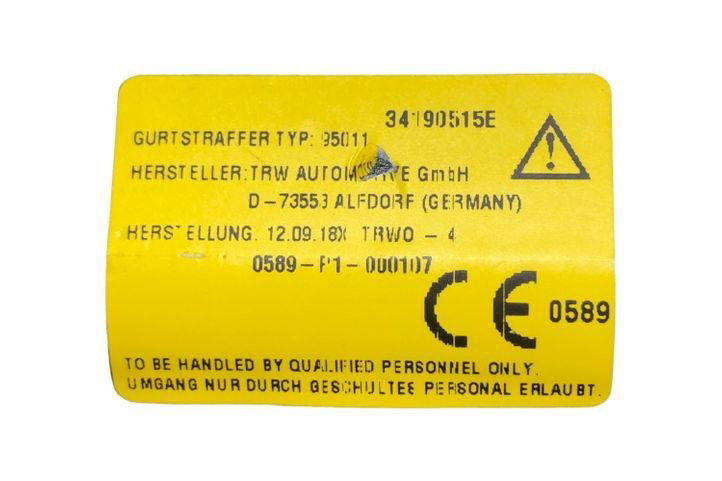 34190515E
GURTSTRAFFER TYP: 95011
HERSTELLER: TRW AUTOMOTIVE GmbH
D-73553 ALFDORF (GERMANY)
HERSTELLUNG. 12.09.18X TRWO - 4
0589-P1-000107
CE 0589
TO BE HANDLED BY QUALIFIED PERSONNEL ONLY.
UMGANG NUR DURCH GESCHULTES PERSONAL ERLAUBT.